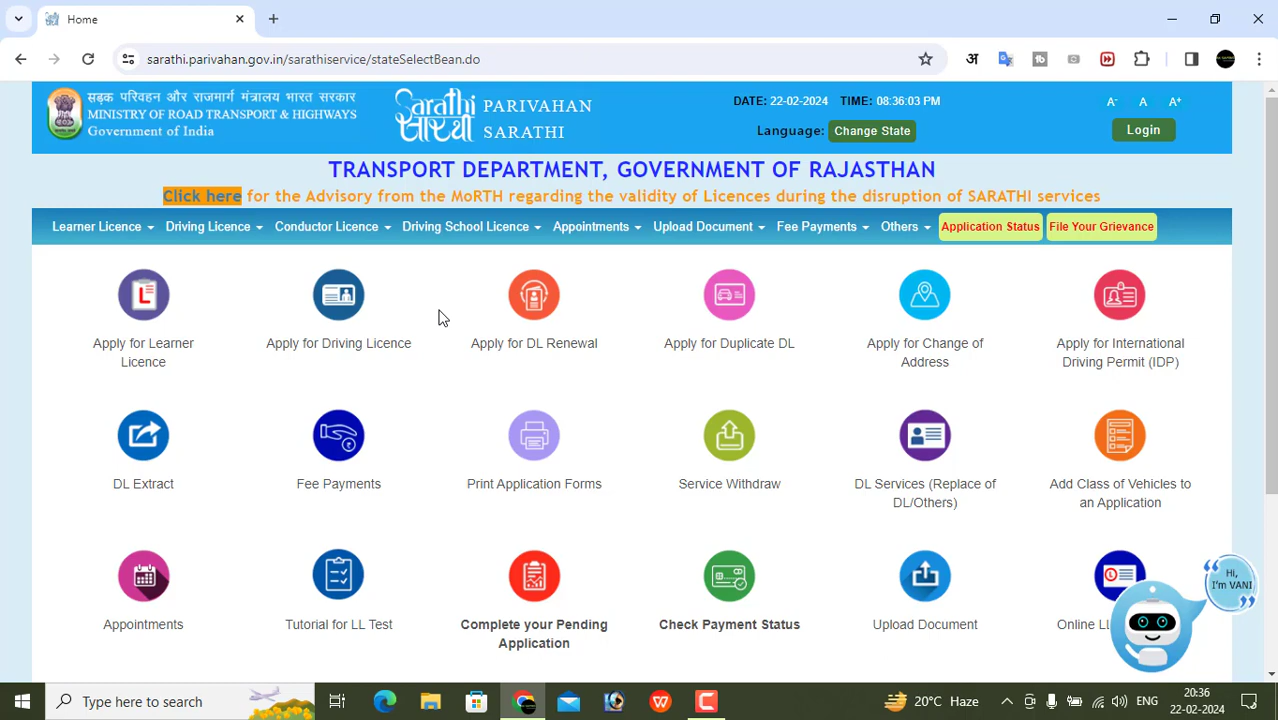 Home
sarathi.parivahan.gov.in/sarathiservice/stateSelectBean.do
अ
सड़क परिवहन और राजमार्ग मंत्रालय भारत सरकार
MINISTRY OF ROAD TRANSPORT & HIGHWAYS
Government of India
Sarathi
सारथी
PARIVAHAN
SARATHI
DATE: 22-02-2024 TIME: 08:36:03 PM
Language: Change State
A- A A+
Login
TRANSPORT DEPARTMENT, GOVERNMENT OF RAJASTHAN
Click here for the Advisory from the MoRTH regarding the validity of Licences during the disruption of SARATHI services
Learner Licence Driving Licence Conductor Licence Driving School Licence Appointments Upload Document Fee Payments Others Application Status File Your Grievance
L
Apply for Learner
Licence
Apply for Driving Licence
Apply for DL Renewal
Apply for Duplicate DL
Apply for Change of
Address
Apply for International
Driving Permit (IDP)
DL Extract
Fee Payments
Print Application Forms
Service Withdraw
DL Services (Replace of
DL/Others)
Add Class of Vehicles to
an Application
Appointments
Tutorial for LL Test
Complete your Pending
Application
Check Payment Status
Upload Document
Online
Hi,
I'm VANI
Type here to search
20°C Haze
ENG
20:36
22-02-2024